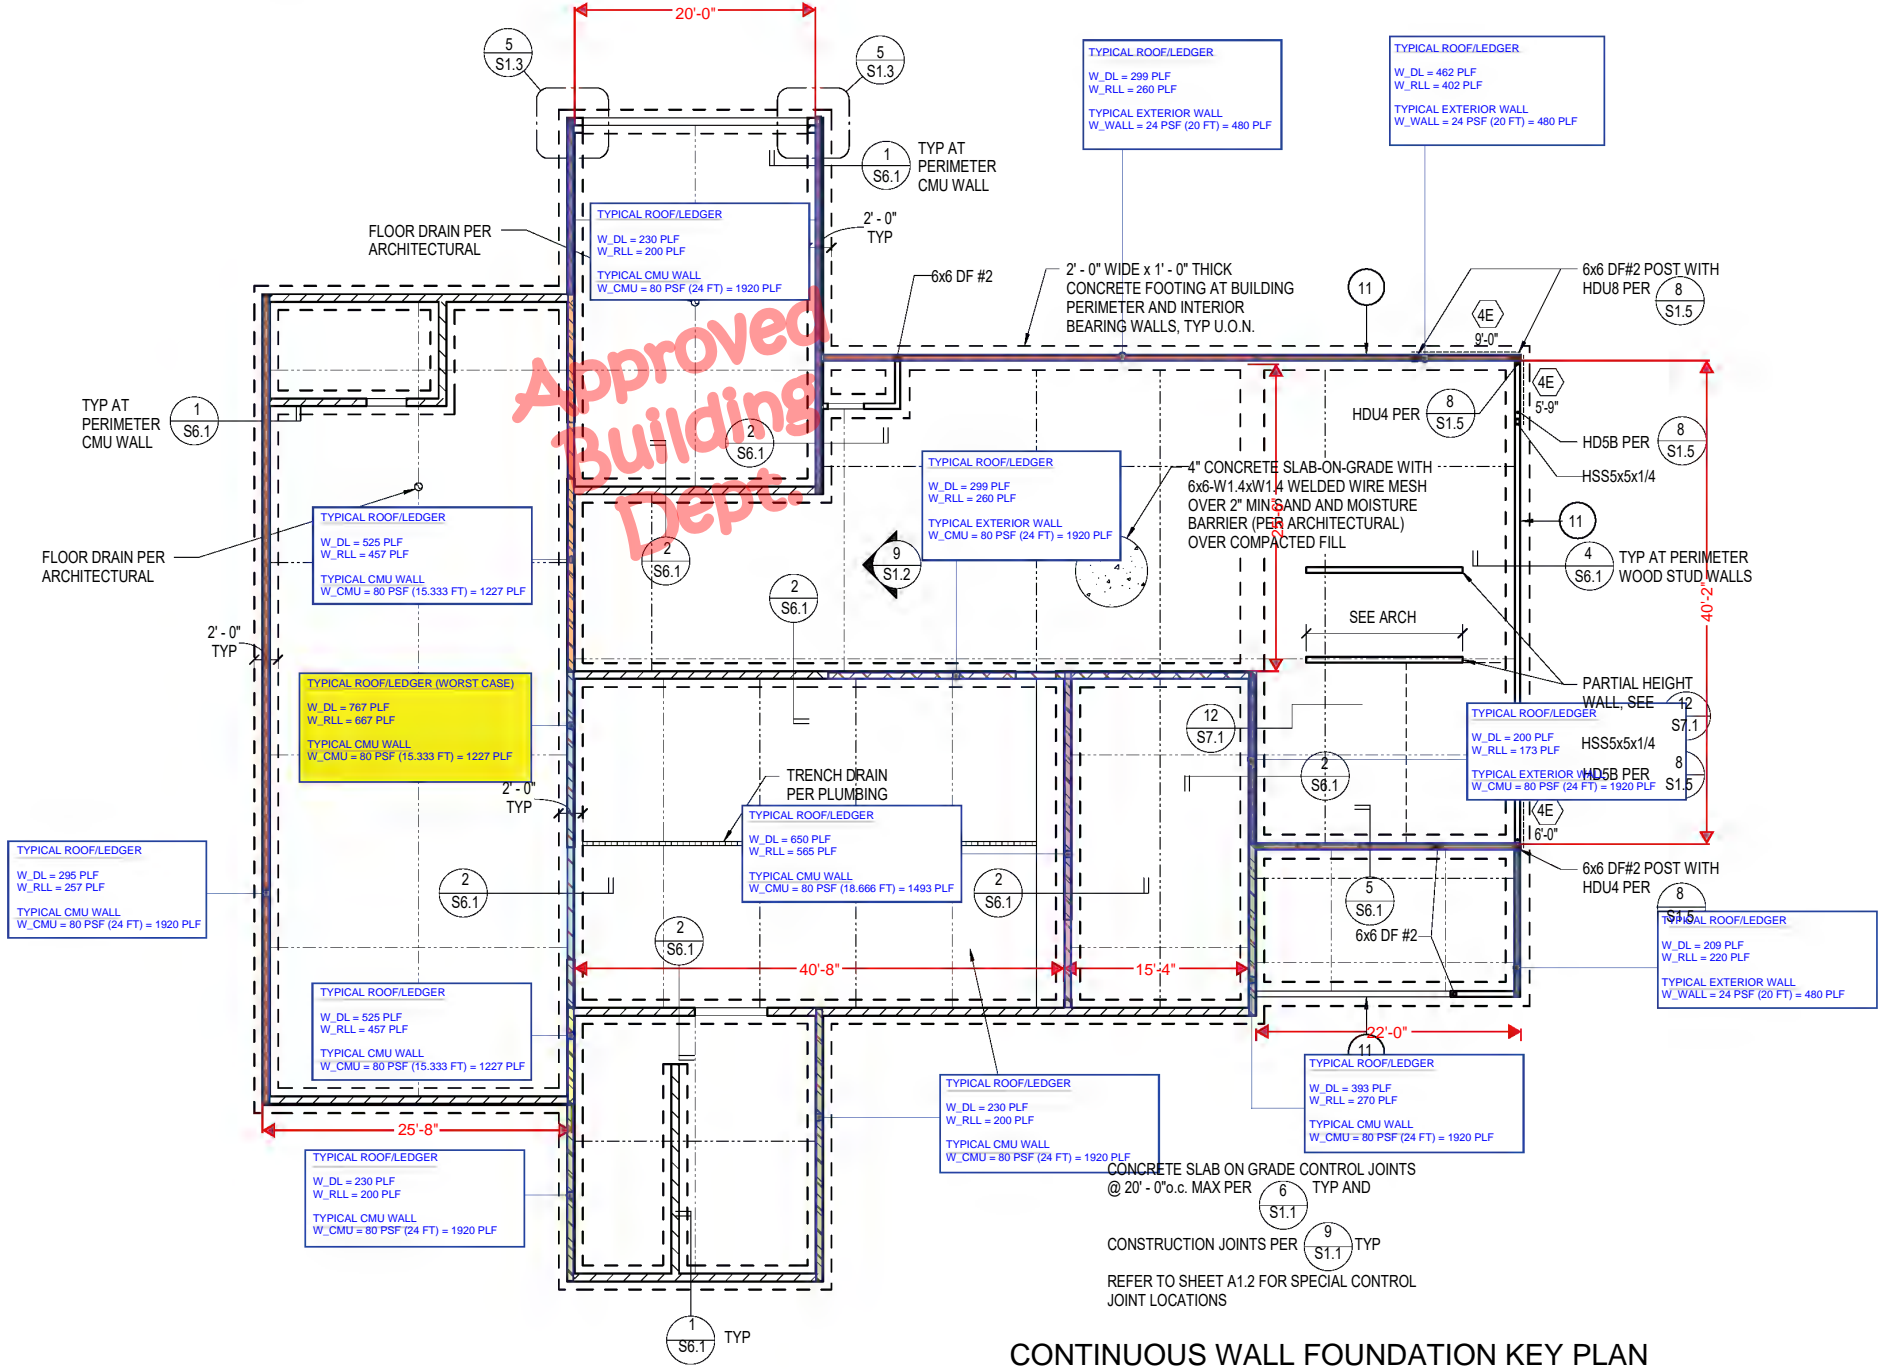 20'-0"
5
S1.3
5
S1.3
TYPICAL ROOF/LEDGER
W_DL = 299 PLF
W_RLL = 260 PLF
TYPICAL EXTERIOR WALL
W_WALL = 24 PSF (20 FT) = 480 PLF
TYPICAL ROOF/LEDGER
W_DL = 462 PLF
W_RLL = 402 PLF
TYPICAL EXTERIOR WALL
W_WALL = 24 PSF (20 FT) = 480 PLF
1
S6.1
TYP AT
PERIMETER
CMU WALL
FLOOR DRAIN PER
ARCHITECTURAL
TYPICAL ROOF/LEDGER
W_DL = 230 PLF
W_RLL = 200 PLF
TYPICAL CMU WALL
W_CMU = 80 PSF (24 FT) = 1920 PLF
2' - 0"
TYP
6x6 DF #2
2' - 0" WIDE x 1' - 0" THICK
CONCRETE FOOTING AT BUILDING
PERIMETER AND INTERIOR
BEARING WALLS, TYP U.O.N.
11
4E
9'-0"
6x6 DF#2 POST WITH
HDU8 PER
8
S1.5
Approved
Building
Dept.
TYP AT
PERIMETER
CMU WALL
1
S6.1
2
S6.1
HDU4 PER
8
S1.5
4E
5'-9"
HD5B PER
8
S1.5
HSS5x5x1/4
FLOOR DRAIN PER
ARCHITECTURAL
TYPICAL ROOF/LEDGER
W_DL = 525 PLF
W_RLL = 457 PLF
TYPICAL CMU WALL
W_CMU = 80 PSF (15.333 FT) = 1227 PLF
2
S6.1
9
S1.2
TYPICAL ROOF/LEDGER
W_DL = 299 PLF
W_RLL = 260 PLF
TYPICAL EXTERIOR WALL
W_CMU = 80 PSF (24 FT) = 1920 PLF
4" CONCRETE SLAB-ON-GRADE WITH
6x6-W1.4xW1.4 WELDED WIRE MESH
OVER 2" MIN SAND AND MOISTURE
BARRIER (PER ARCHITECTURAL)
OVER COMPACTED FILL
11
4
S6.1
TYP AT PERIMETER
WOOD STUD WALLS
40'-2"
2
S6.1
SEE ARCH
2' - 0"
TYP
TYPICAL ROOF/LEDGER (WORST CASE)
W_DL = 767 PLF
W_RLL = 667 PLF
TYPICAL CMU WALL
W_CMU = 80 PSF (15.333 FT) = 1227 PLF
2' - 0"
TYP
TRENCH DRAIN
PER PLUMBING
12
S7.1
2
S6.1
PARTIAL HEIGHT
WALL, SEE
12
S7.1
TYPICAL ROOF/LEDGER
W_DL = 200 PLF
W_RLL = 173 PLF
TYPICAL EXTERIOR WALL
W_CMU = 80 PSF (24 FT) = 1920 PLF
HSS5x5x1/4
HD5B PER
8
S1.5
4E
6'-0"
TYPICAL ROOF/LEDGER
W_DL = 650 PLF
W_RLL = 565 PLF
TYPICAL CMU WALL
W_CMU = 80 PSF (18.666 FT) = 1493 PLF
TYPICAL ROOF/LEDGER
W_DL = 295 PLF
W_RLL = 257 PLF
TYPICAL CMU WALL
W_CMU = 80 PSF (24 FT) = 1920 PLF
2
S6.1
2
S6.1
2
S6.1
5
S6.1
6x6 DF #2
6x6 DF#2 POST WITH
HDU4 PER
8
S1.5
TYPICAL ROOF/LEDGER
W_DL = 209 PLF
W_RLL = 220 PLF
TYPICAL EXTERIOR WALL
W_WALL = 24 PSF (20 FT) = 480 PLF
40'-8"
15'-4"
22'-0"
11
TYPICAL ROOF/LEDGER
W_DL = 525 PLF
W_RLL = 457 PLF
TYPICAL CMU WALL
W_CMU = 80 PSF (15.333 FT) = 1227 PLF
25'-8"
TYPICAL ROOF/LEDGER
W_DL = 230 PLF
W_RLL = 200 PLF
TYPICAL CMU WALL
W_CMU = 80 PSF (24 FT) = 1920 PLF
TYPICAL ROOF/LEDGER
W_DL = 393 PLF
W_RLL = 270 PLF
TYPICAL CMU WALL
W_CMU = 80 PSF (24 FT) = 1920 PLF
TYPICAL ROOF/LEDGER
W_DL = 230 PLF
W_RLL = 200 PLF
TYPICAL CMU WALL
W_CMU = 80 PSF (24 FT) = 1920 PLF
CONCRETE SLAB ON GRADE CONTROL JOINTS
@ 20' - 0"o.c. MAX PER
6
S1.1
TYP AND
CONSTRUCTION JOINTS PER
9
S1.1
TYP
REFER TO SHEET A1.2 FOR SPECIAL CONTROL
JOINT LOCATIONS
1
S6.1
TYP
CONTINUOUS WALL FOUNDATION KEY PLAN